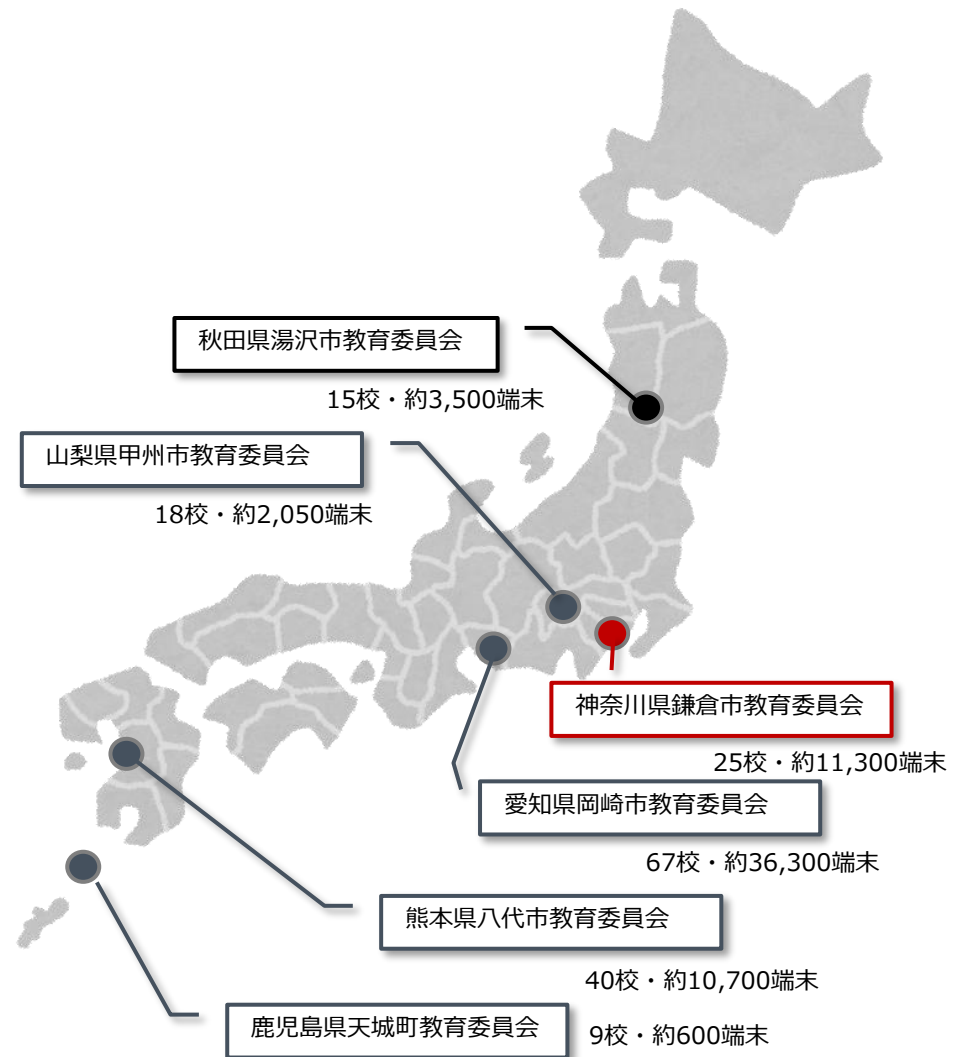 秋田県湯沢市教育委員会
15校・約3,500端末
山梨県甲州市教育委員会
18校・約2,050端末
神奈川県鎌倉市教育委員会
25校・約11,300端末
愛知県岡崎市教育委員会
67校・約36,300端末
熊本県八代市教育委員会
40校・約10,700端末
鹿児島県天城町教育委員会
9校・約600端末